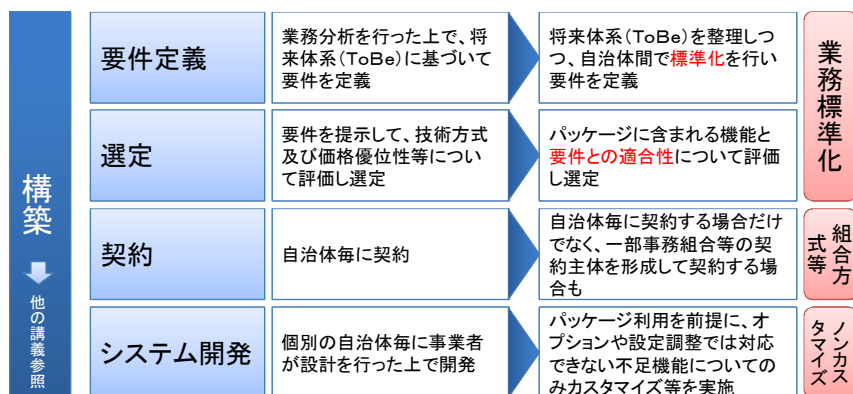 構築
他の講義参照
要件定義
業務分析を行った上で、将
来体系(ToBe)に基づいて
要件を定義
将来体系(ToBe)を整理しつ
つ、自治体間で標準化を行い
要件を定義
業務標準化
選定
要件を提示して、技術方式
及び価格優位性等につい
て評価し選定
パッケージに含まれる機能と
要件との適合性について評価
し選定
契約
自治体毎に契約
自治体毎に契約する場合だけ
でなく、一部事務組合等の契
約主体を形成して契約する場
合も
組合方
式等
システム開発
個別の自治体毎に事業者
が設計を行った上で開発
パッケージ利用を前提に、オ
プションや設定調整では対応
できない不足機能についての
みカスタマイズ等を実施
ノンカス
タマイズ